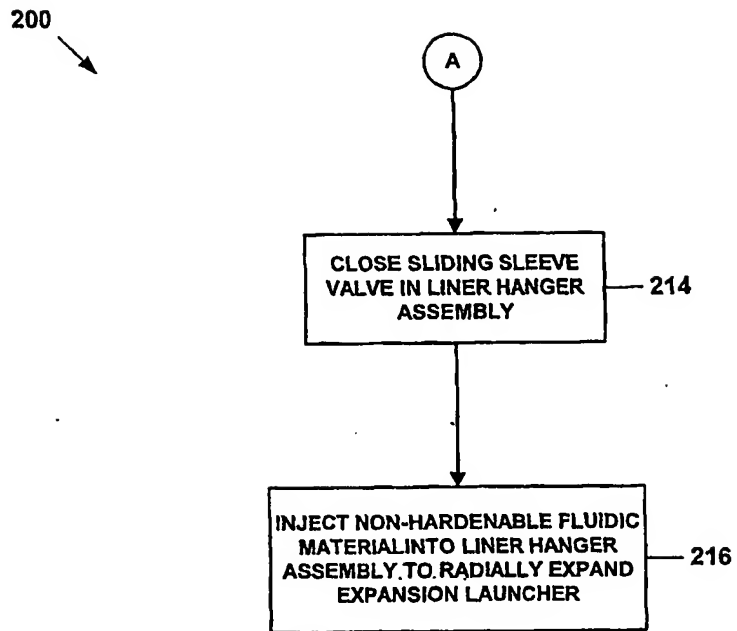 200
A
CLOSE SLIDING SLEEVE
VALVE IN LINER HANGER
ASSEMBLY
214
INJECT NON-HARDENABLE FLUIDIC
MATERIALINTO LINER HANGER
ASSEMBLY.TO RADIALLY EXPAND
EXPANSION LAUNCHER
216